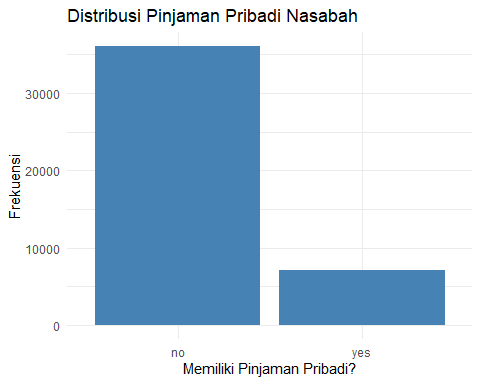 Distribusi Pinjaman Pribadi Nasabah
Frekuensi
30000
20000
10000
0
no yes
Memiliki Pinjaman Pribadi?